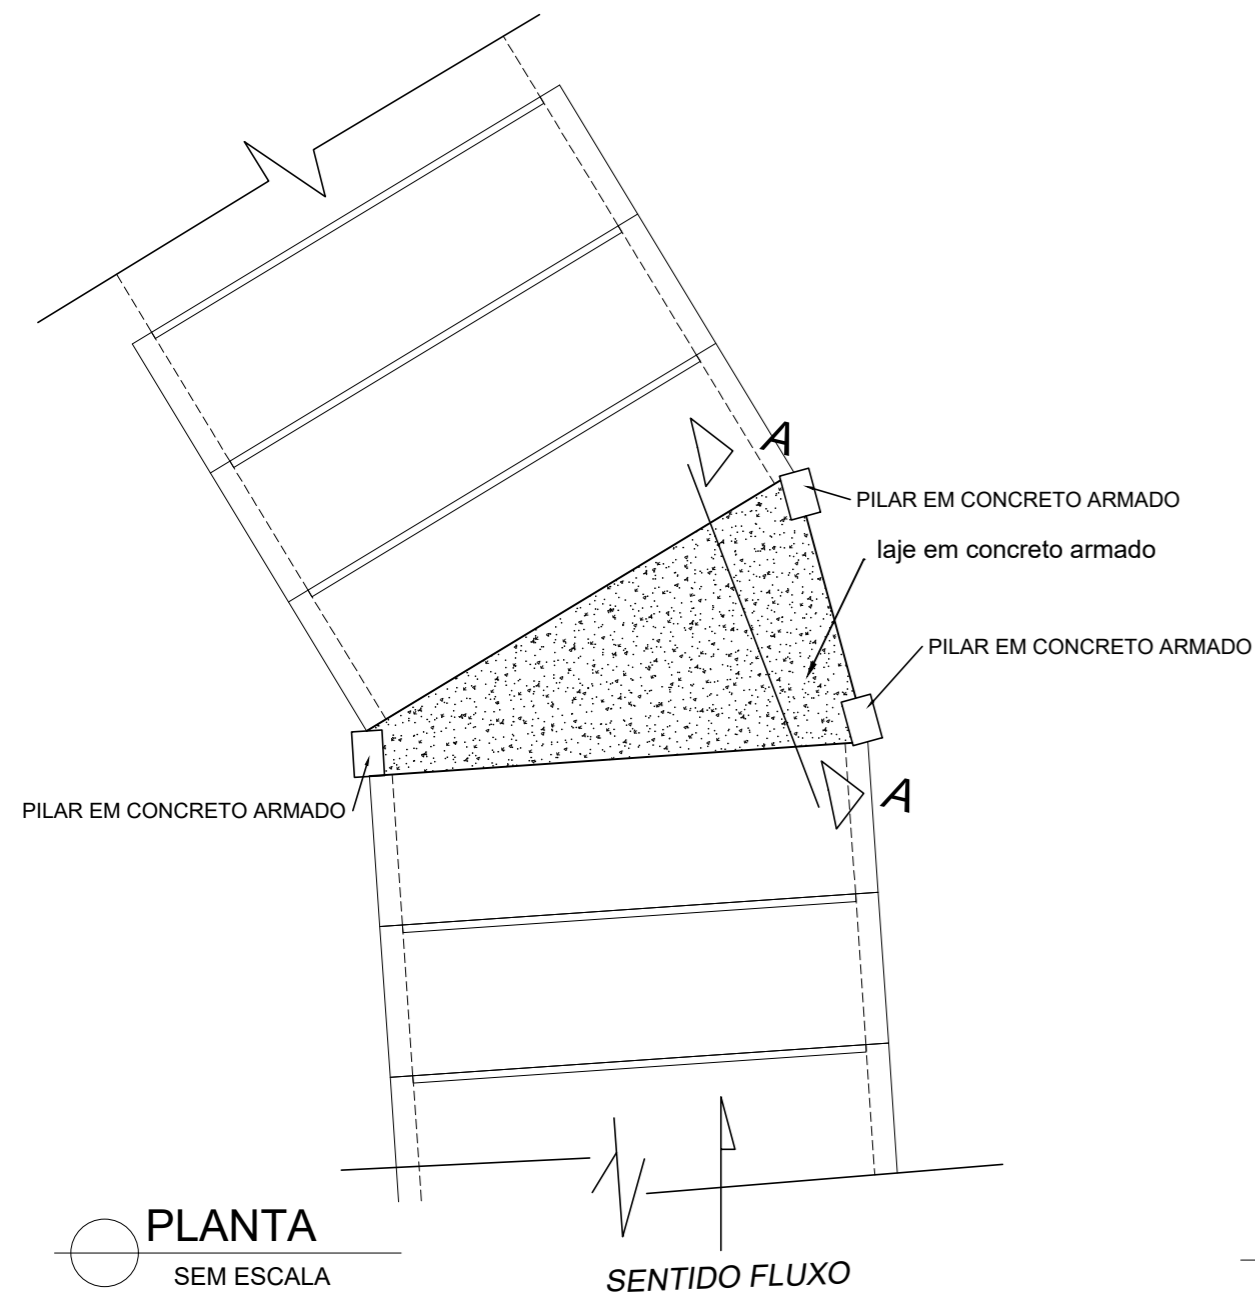 A
PILAR EM CONCRETO ARMADO
laje em concreto armado
PILAR EM CONCRETO ARMADO
PILAR EM CONCRETO ARMADO
A
PLANTA
SEM ESCALA
SENTIDO FLUXO